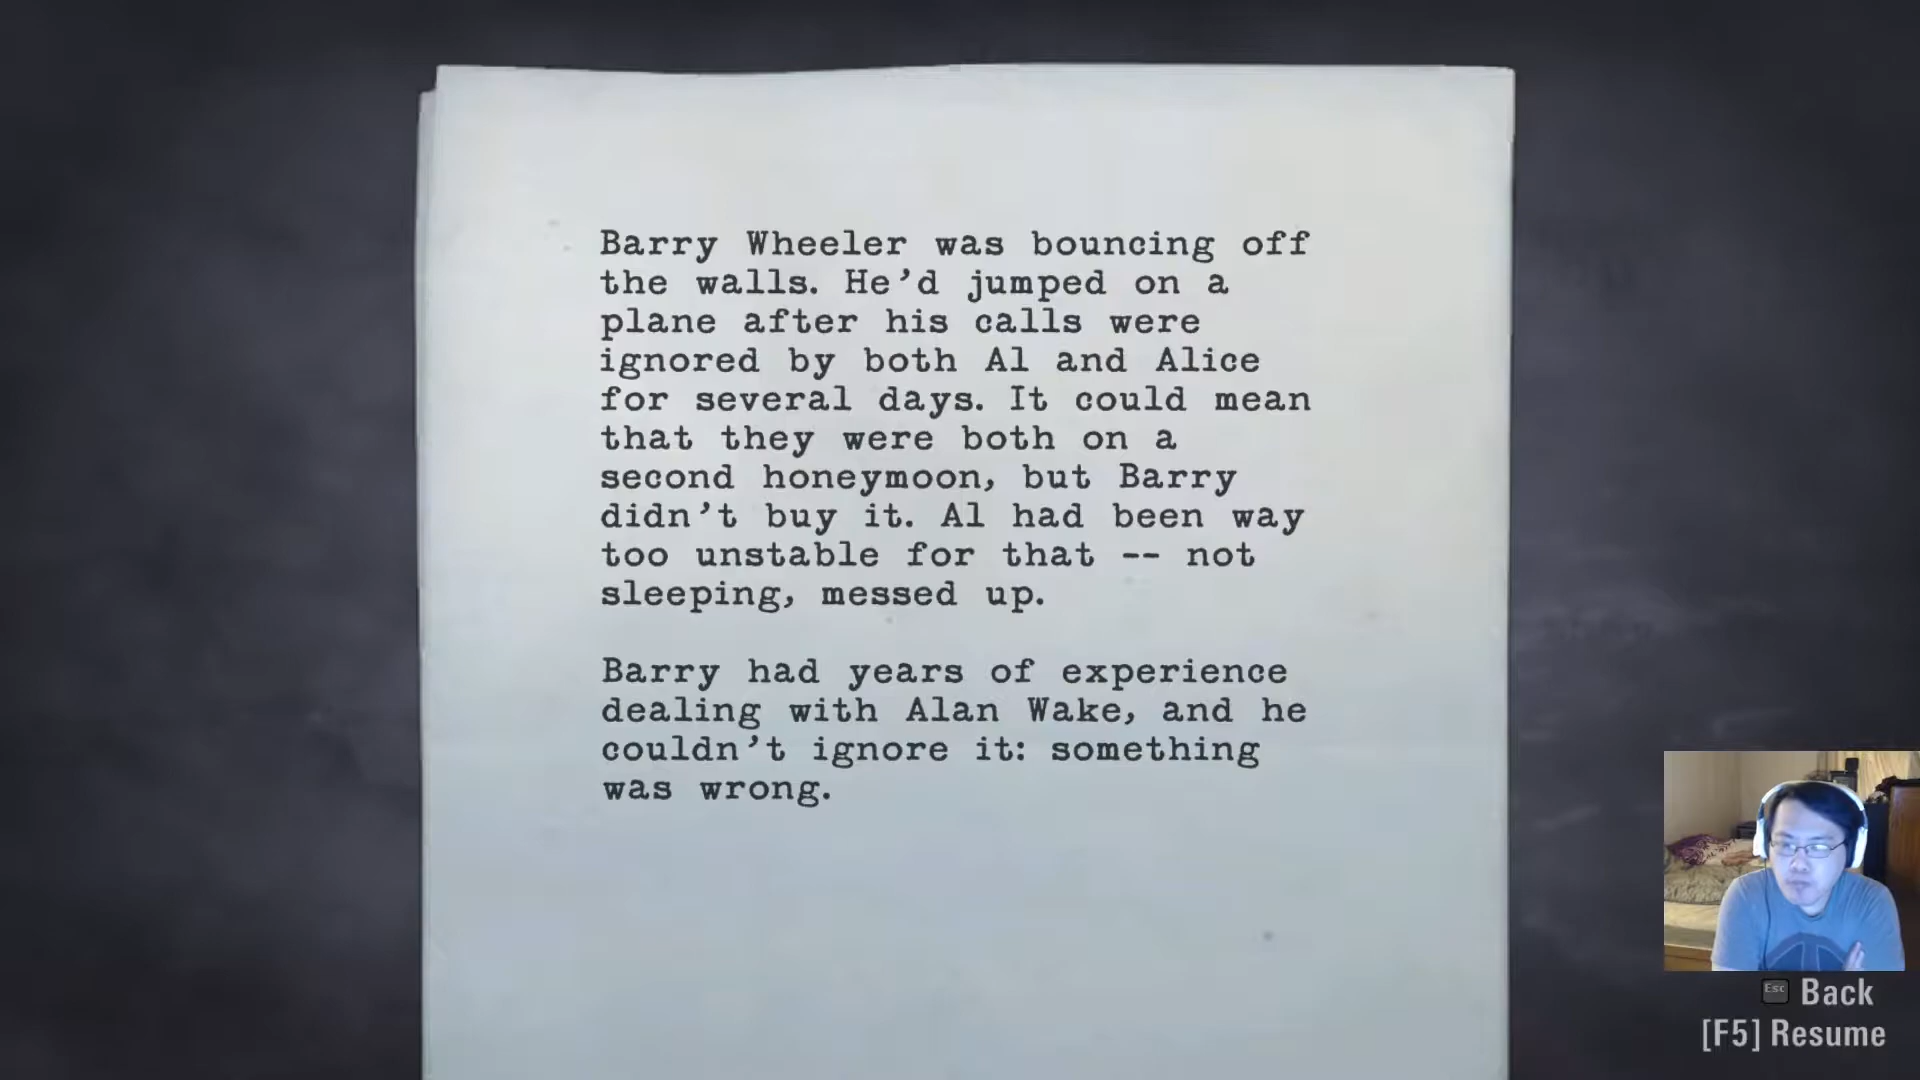 Barry Wheeler was bouncing off
the walls. He’d jumped on a
plane after his calls were
ignored by both Al and Alice
for several days. It could mean
that they were both on a
second honeymoon, but Barry
didn’t buy it. Al had been way
too unstable for that -- not
sleeping, messed up.
Barry had years of experience
dealing with Alan Wake, and he
couldn’t ignore it: something
was wrong.
Esc Back
[F5] Resume